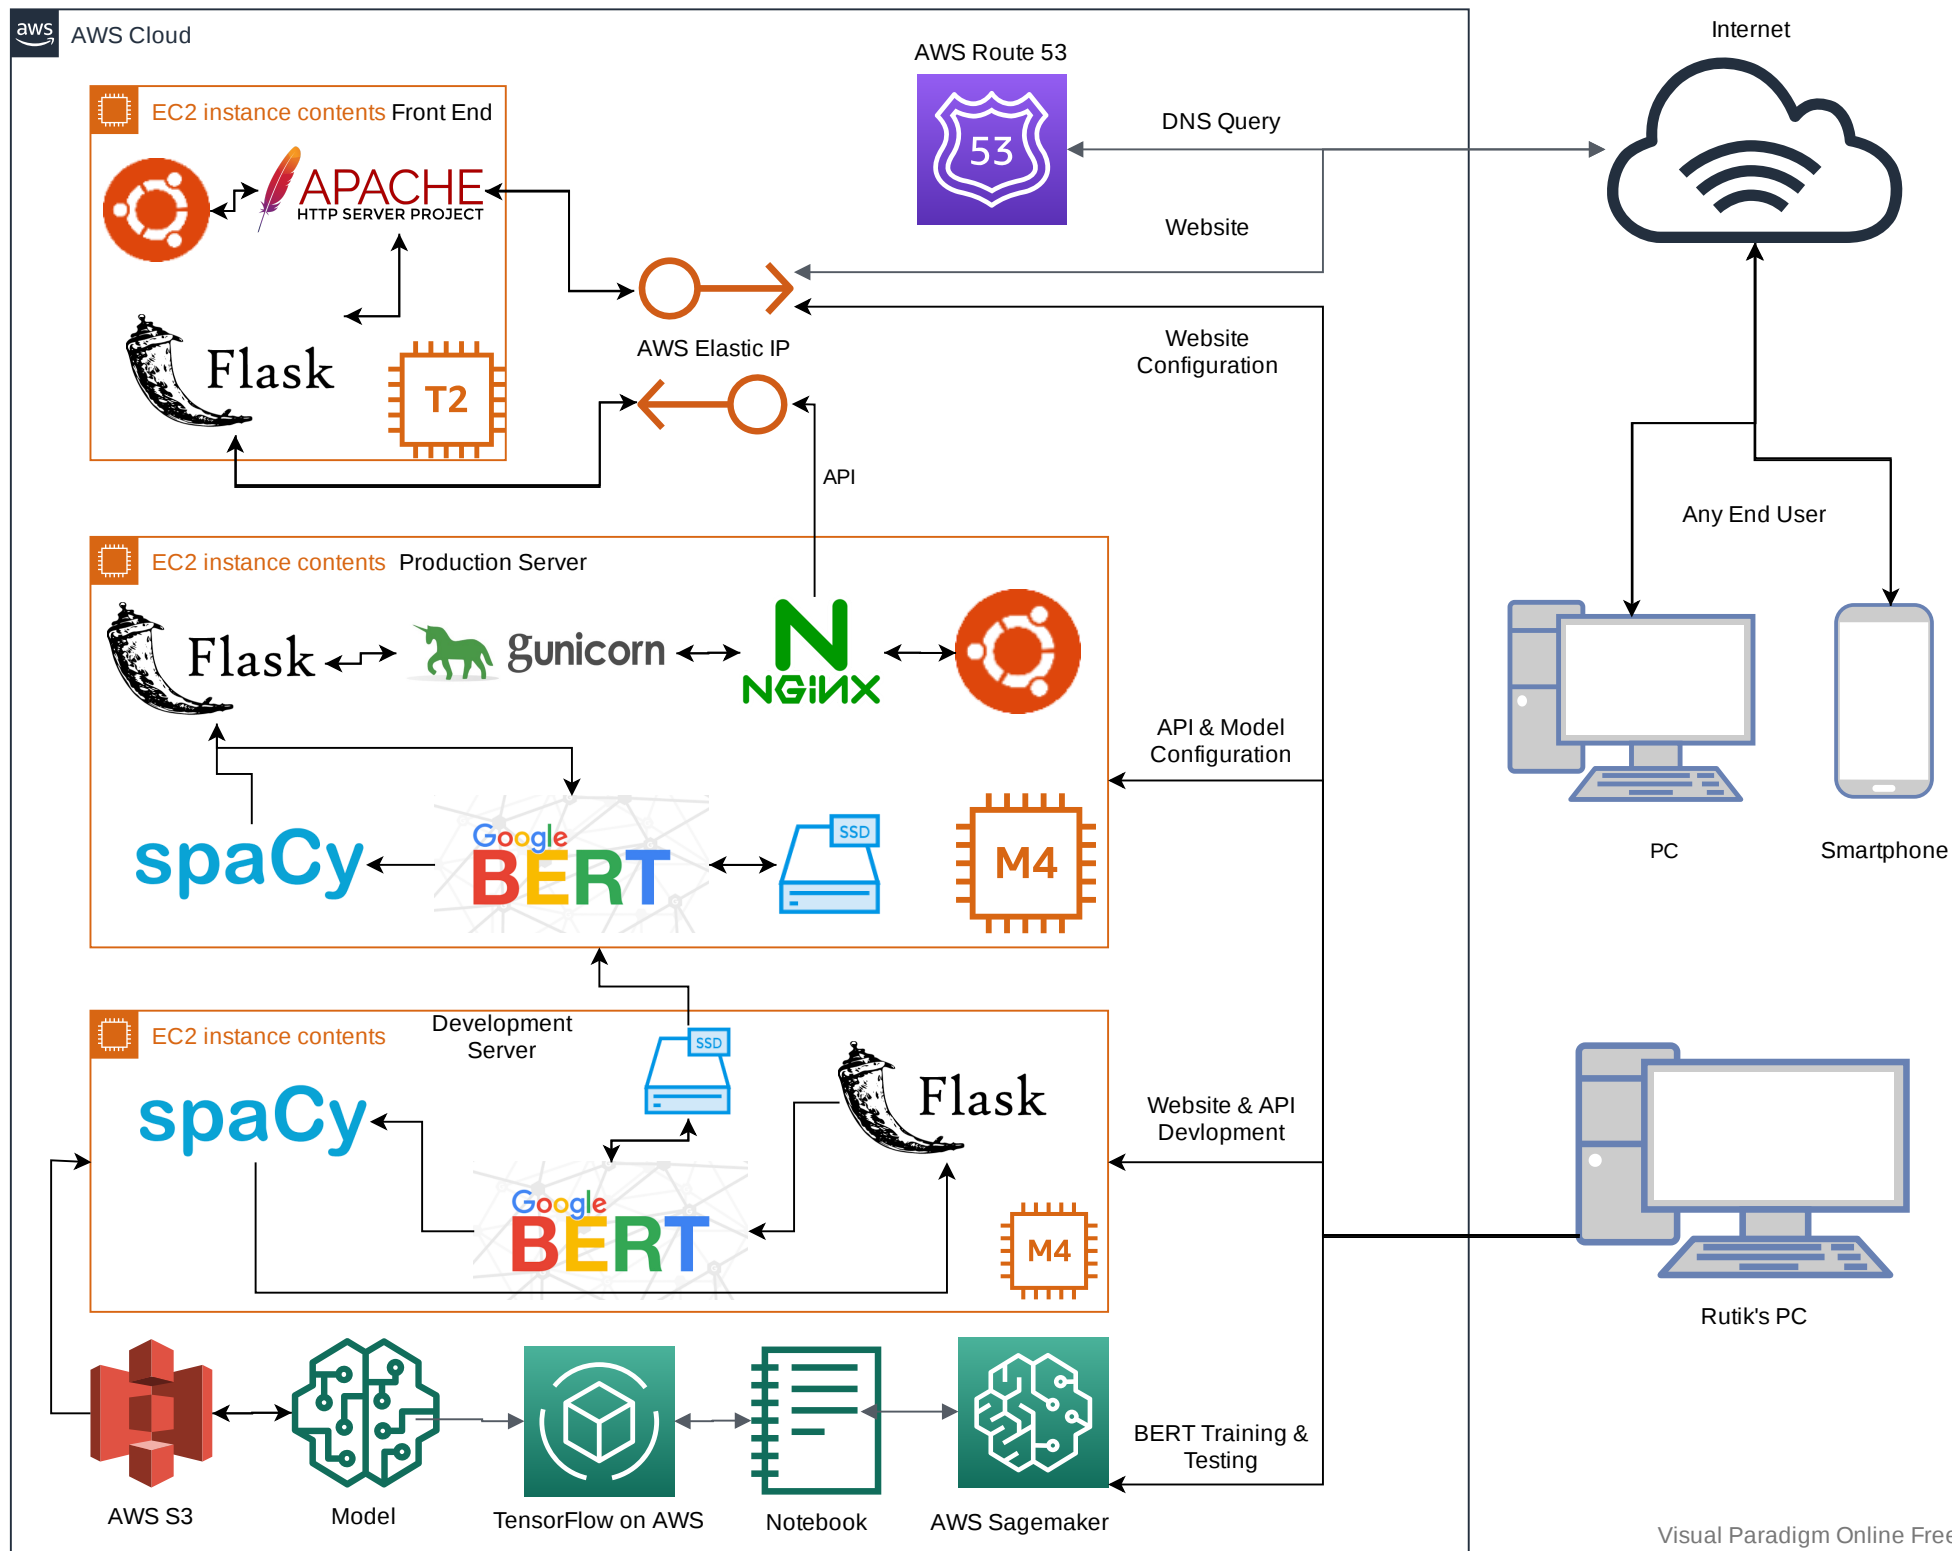 aws
AWS Cloud
AWS Route 53
53
Internet
DNS Query
Website
EC2 instance contents Front End
APACHE
HTTP SERVER PROJECT
Flask
T2
AWS Elastic IP
Website
Configuration
API
Any End User
EC2 instance contents Production Server
Flask
gunicorn
N
NGiNX
API & Model
Configuration
spaCy
Google
BERT
SSD
M4
PC
Smartphone
EC2 instance contents
Development
Server
SSD
spaCy
Flask
Website & API
Devlopment
Google
BERT
M4
Rutik's PC
BERT Training &
Testing
AWS S3
Model
TensorFlow on AWS
Notebook
AWS Sagemaker
Visual Paradigm Online Free